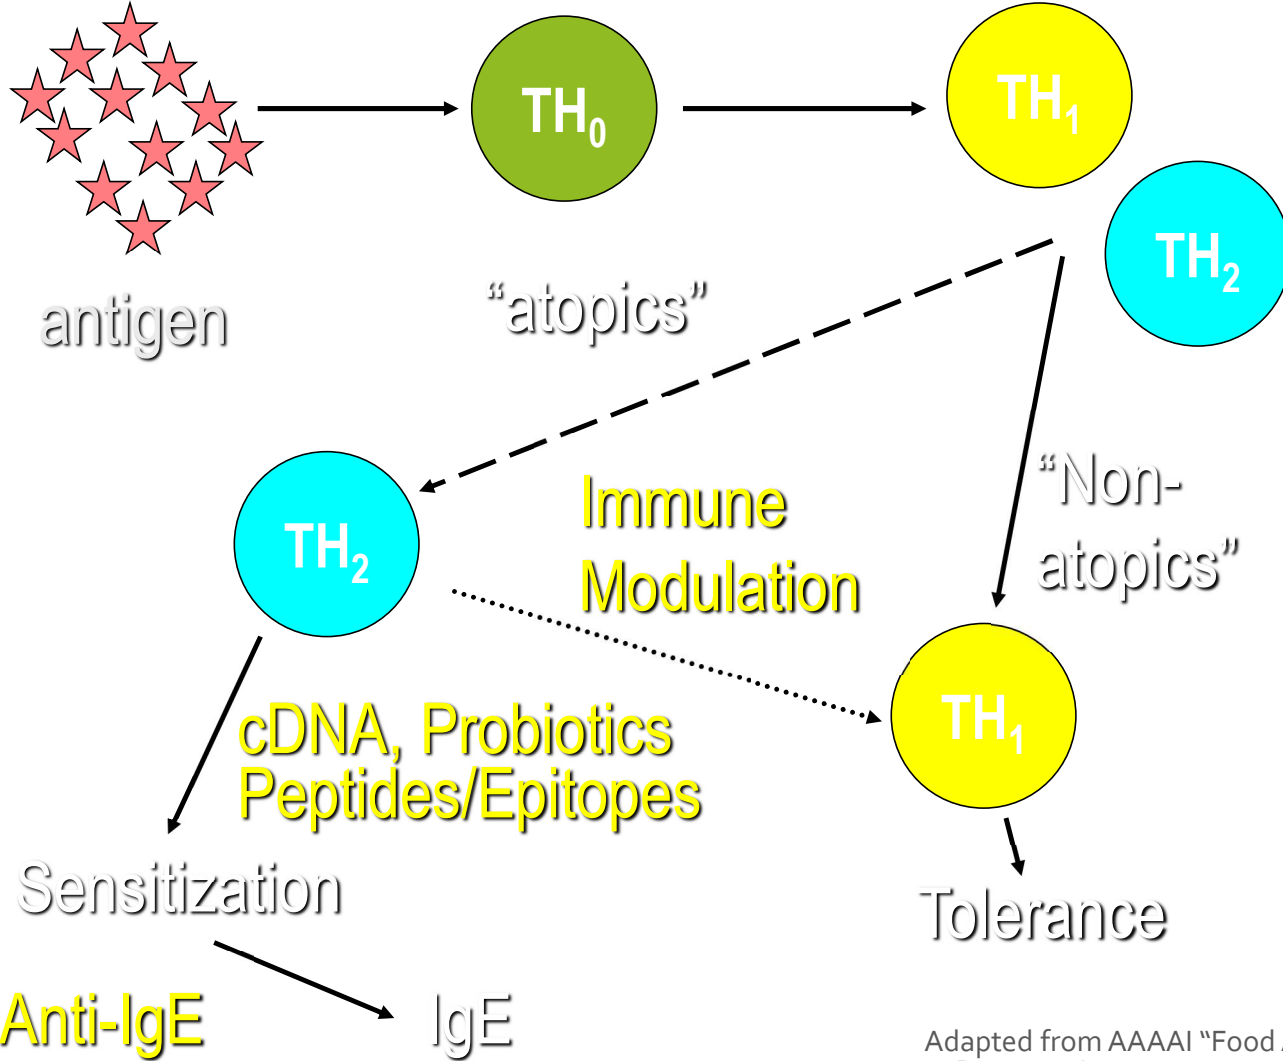 TH0
TH1
TH2
antigen
“atopics”
“Non-
atopics”
TH2
Immune
Modulation
TH1
cDNA, Probiotics
Peptides/Epitopes
Sensitization
Tolerance
Anti-IgE
IgE
Adapted from AAAAI “Food